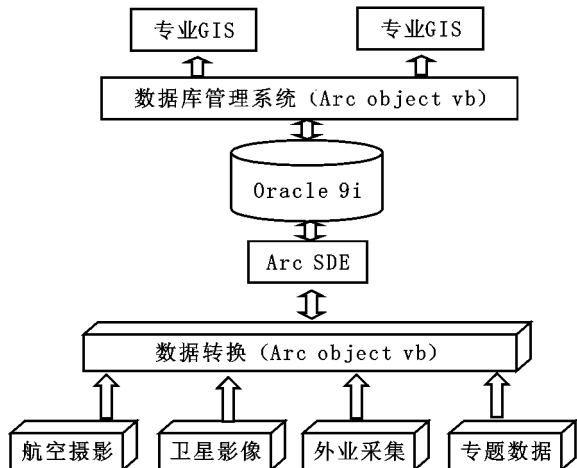 专业GIS
专业GIS
数据库管理系统（Arc object vb）
Oracle 9i
Arc SDE
数据转换（Arc object vb）
航空摄影
卫星影像
外业采集
专题数据